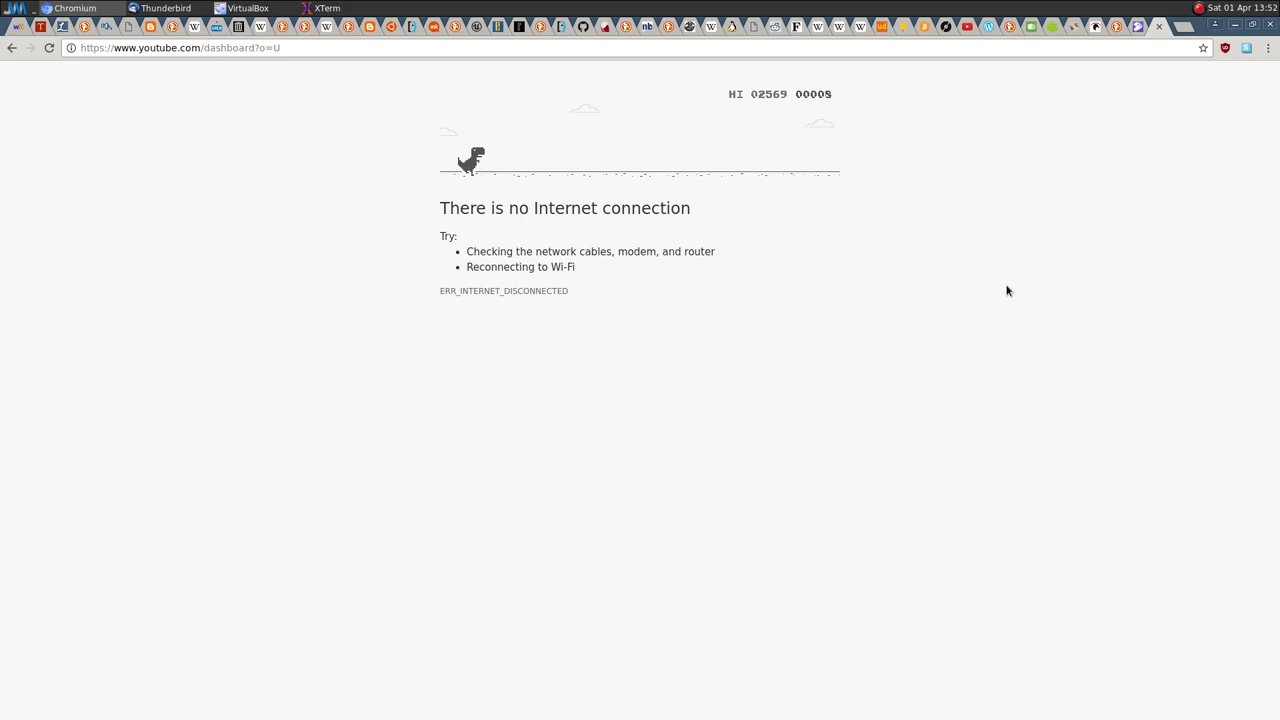 Chromium Thunderbird VirtualBox XTerm Sat 01 Apr 13:52
https://www.youtube.com/dashboard?o=U
HI 02569 00008
There is no Internet connection
Try:
• Checking the network cables, modem, and router
• Reconnecting to Wi-Fi
ERR_INTERNET_DISCONNECTED